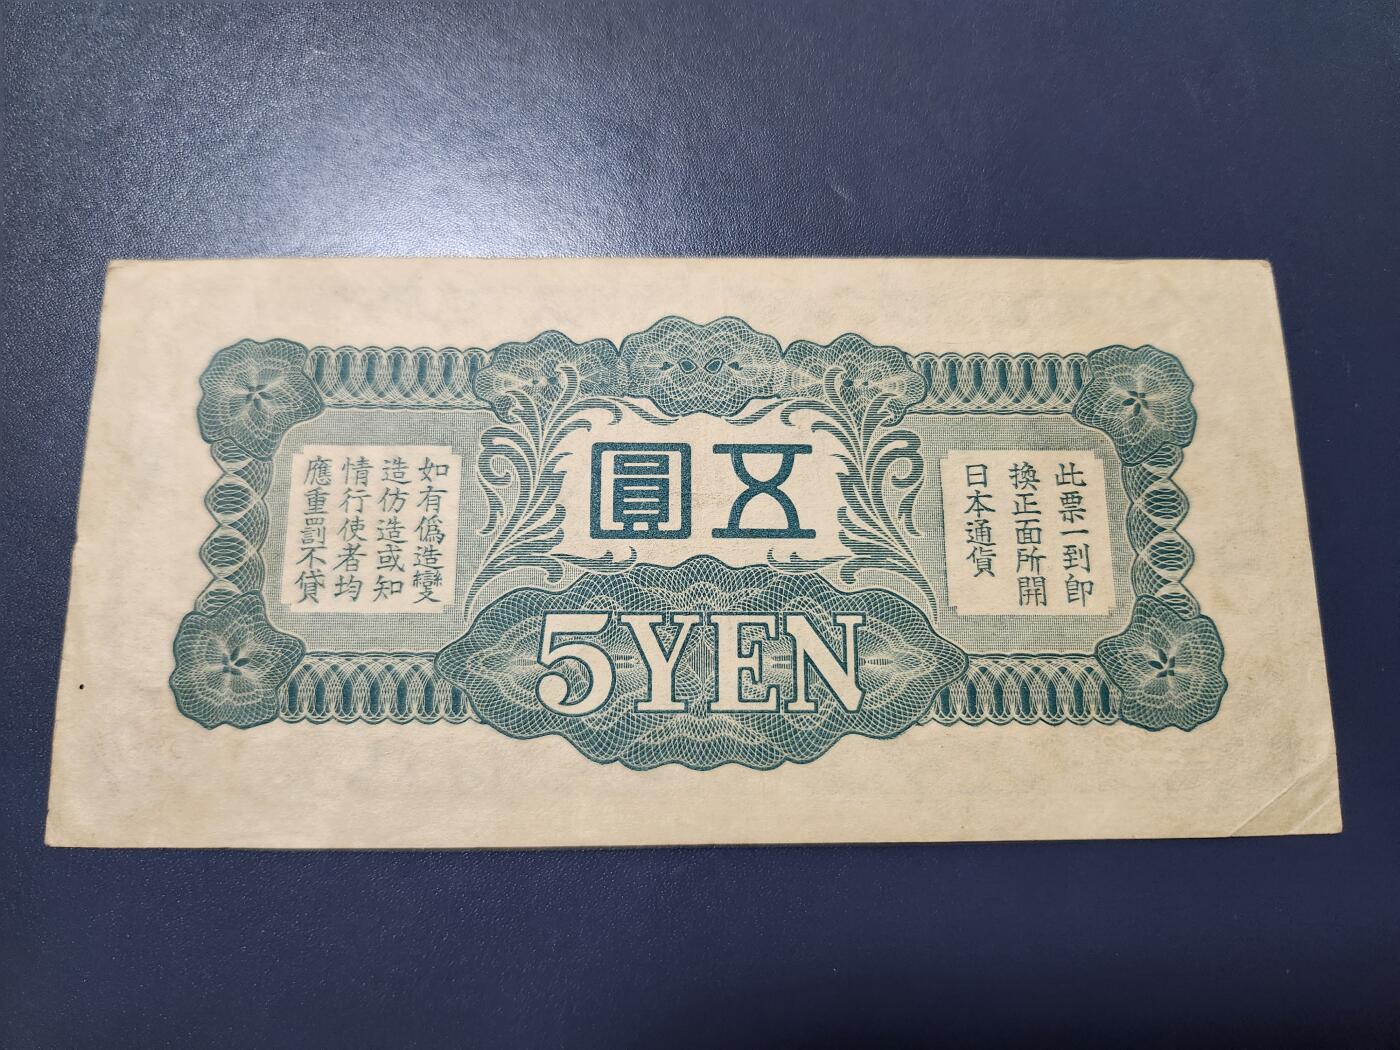 此票一到即
換正面所開
日本通貨
五圓
如有僞造變
造仿造或知
情行使者均
應重罰不貸
5YEN